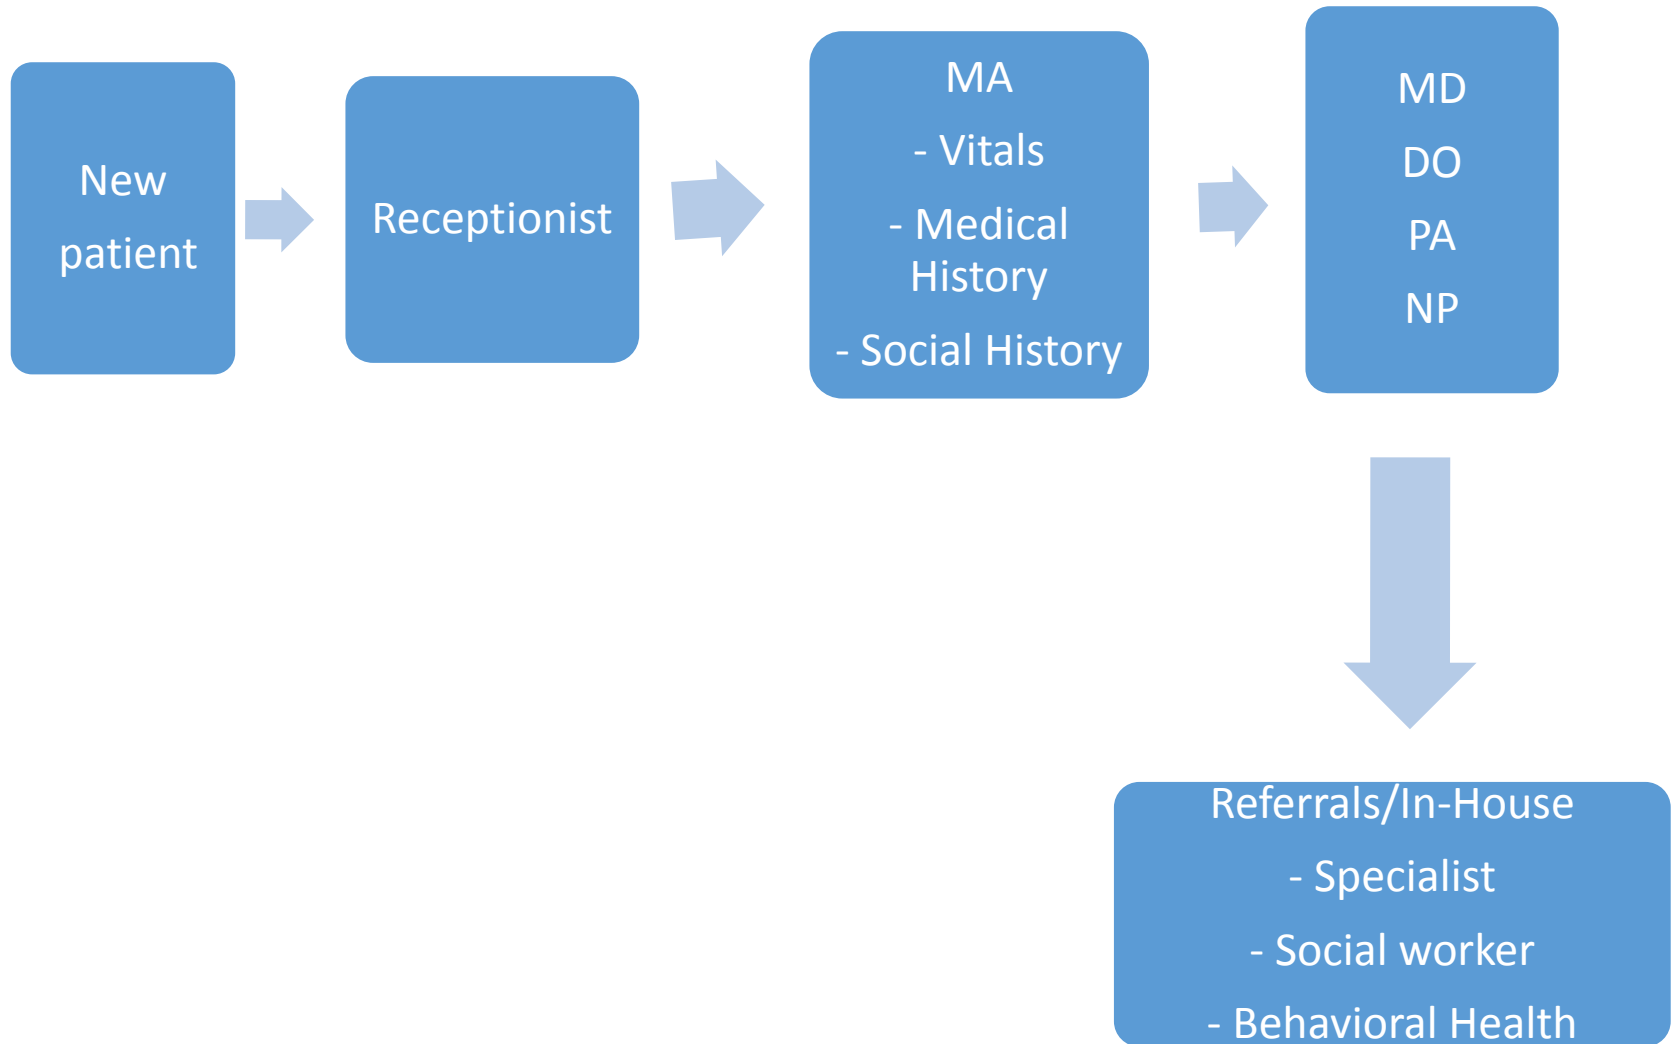 New
patient
Receptionist
MA
- Vitals
- Medical
History
- Social History
MD
DO
PA
NP
Referrals/In-House
- Specialist
- Social worker
- Behavioral Health